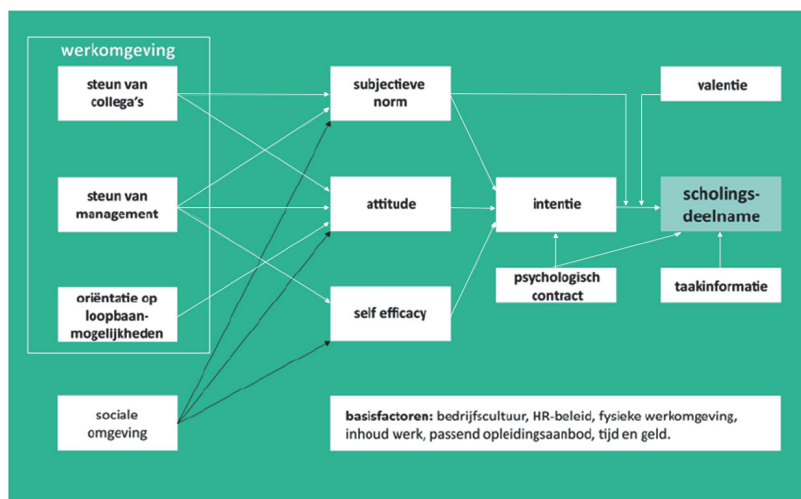 werkomgeving
steun van
collega's
steun van
management
oriëntatie op
loopbaan-
mogelijkheden
sociale
omgeving
subjectieve
norm
attitude
self efficacy
intentie
psychologisch
contract
valentie
scholings-
deelname
taakinformatie
basisfactoren: bedrijfscultuur, HR-beleid, fysieke werkomgeving,
inhoud werk, passend opleidingsaanbod, tijd en geld.